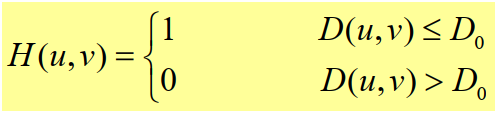 H(u,v) = { 1 D(u,v) ≤ D₀
0 D(u,v) > D₀